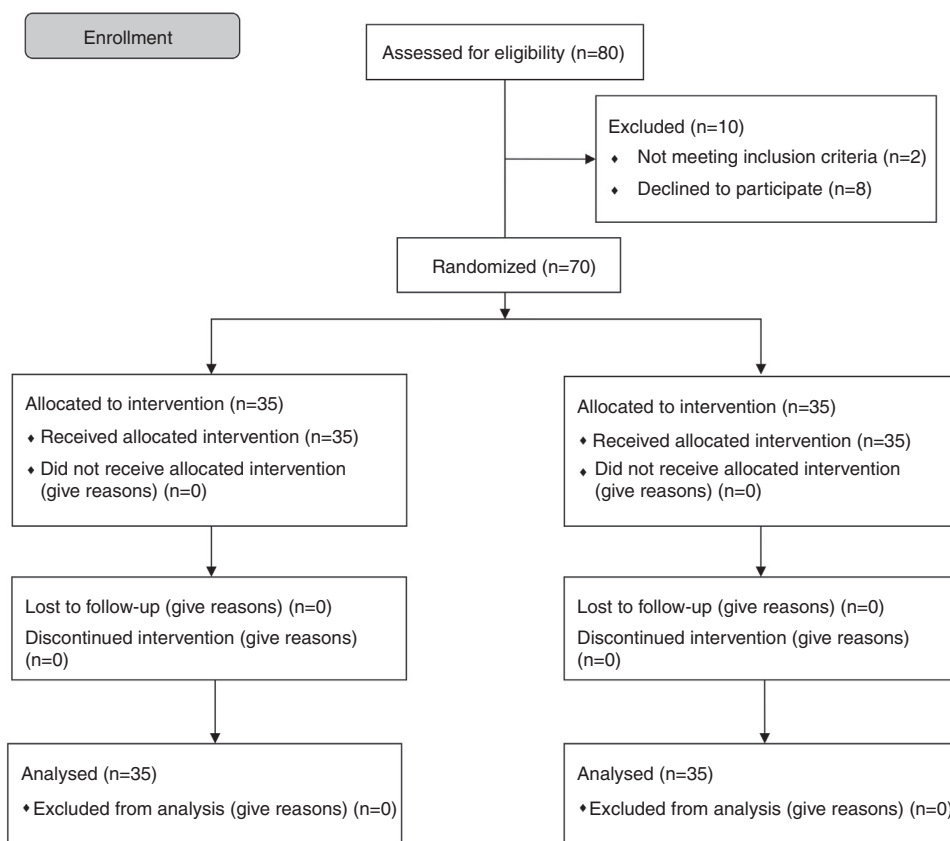 Enrollment
Assessed for eligibility (n=80)
Excluded (n=10)
♦ Not meeting inclusion criteria (n=2)
♦ Declined to participate (n=8)
Randomized (n=70)
Allocated to intervention (n=35)
♦ Received allocated intervention (n=35)
♦ Did not receive allocated intervention
(give reasons) (n=0)
Allocated to intervention (n=35)
♦ Received allocated intervention (n=35)
♦ Did not receive allocated intervention
(give reasons) (n=0)
Lost to follow-up (give reasons) (n=0)
Discontinued intervention (give reasons)
(n=0)
Lost to follow-up (give reasons) (n=0)
Discontinued intervention (give reasons)
(n=0)
Analysed (n=35)
♦ Excluded from analysis (give reasons) (n=0)
Analysed (n=35)
♦ Excluded from analysis (give reasons) (n=0)